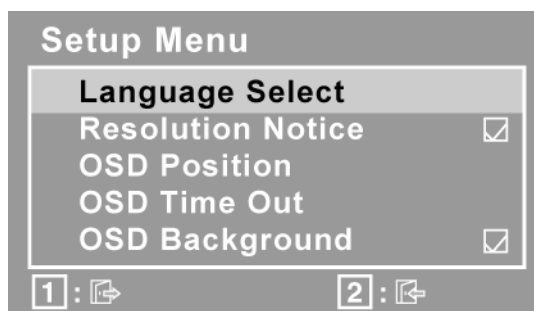 Setup Menu
Language Select
Resolution Notice
OSD Position
OSD Time Out
OSD Background
1 : 2 :